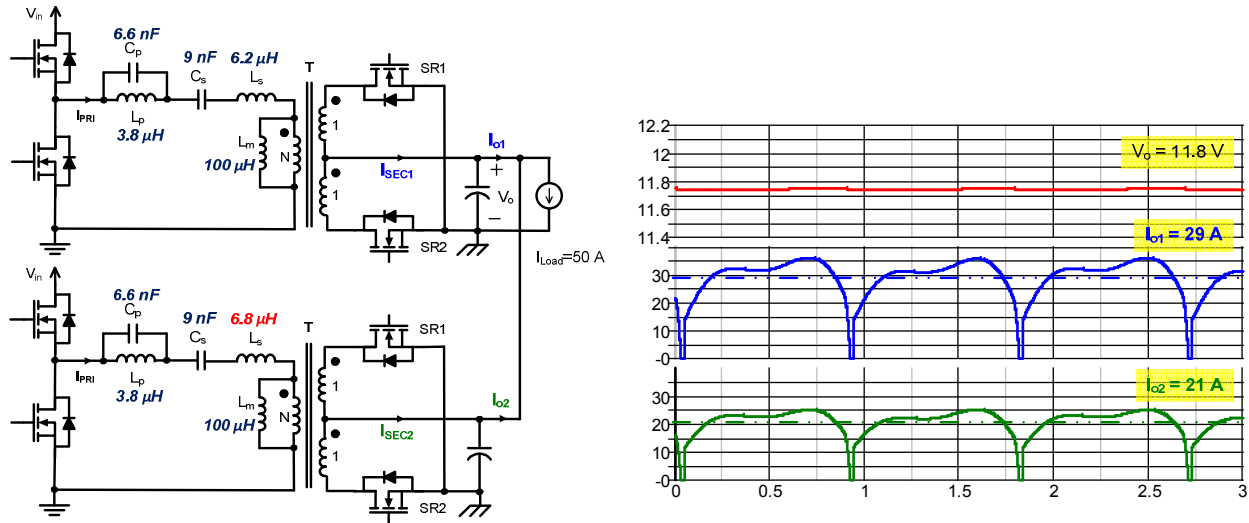 Vin
6.6 nF
Cp
9 nF
Cs
6.2 µH
Ls
T
SR1
IPRI
Lp
3.8 µH
Lm
100 µH
N
1
1
ISEC1
Io1
+
Vo
−
ILoad=50 A
SR2
Vin
6.6 nF
Cp
9 nF
Cs
6.8 µH
Ls
T
SR1
IPRI
Lp
3.8 µH
Lm
100 µH
N
1
1
ISEC2
Io2
SR2
12.2
12
11.8
11.6
11.4
Vo = 11.8 V
Io1 = 29 A
30
20
10
-0
Io2 = 21 A
30
20
10
-0
0 0.5 1 1.5 2 2.5 3